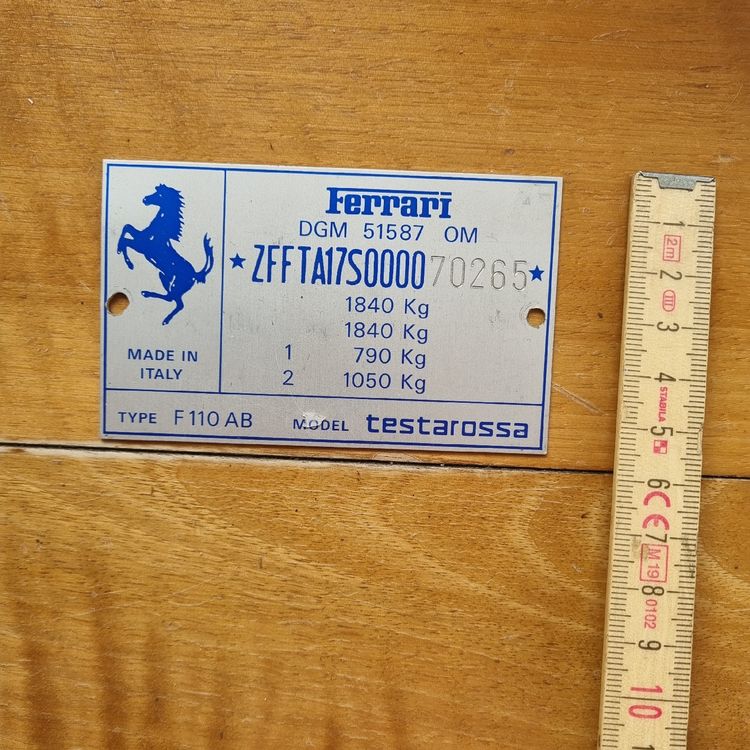 Ferrari
DGM 51587 OM
★ZFFTA17S000070265★
1840 Kg
1840 Kg
1 790 Kg
2 1050 Kg
MADE IN
ITALY
TYPE F 110 AB MODEL testarossa
1
2m
2
III
3
4
STABILA
5
6
CE
7
M 19
8
0102
9
10